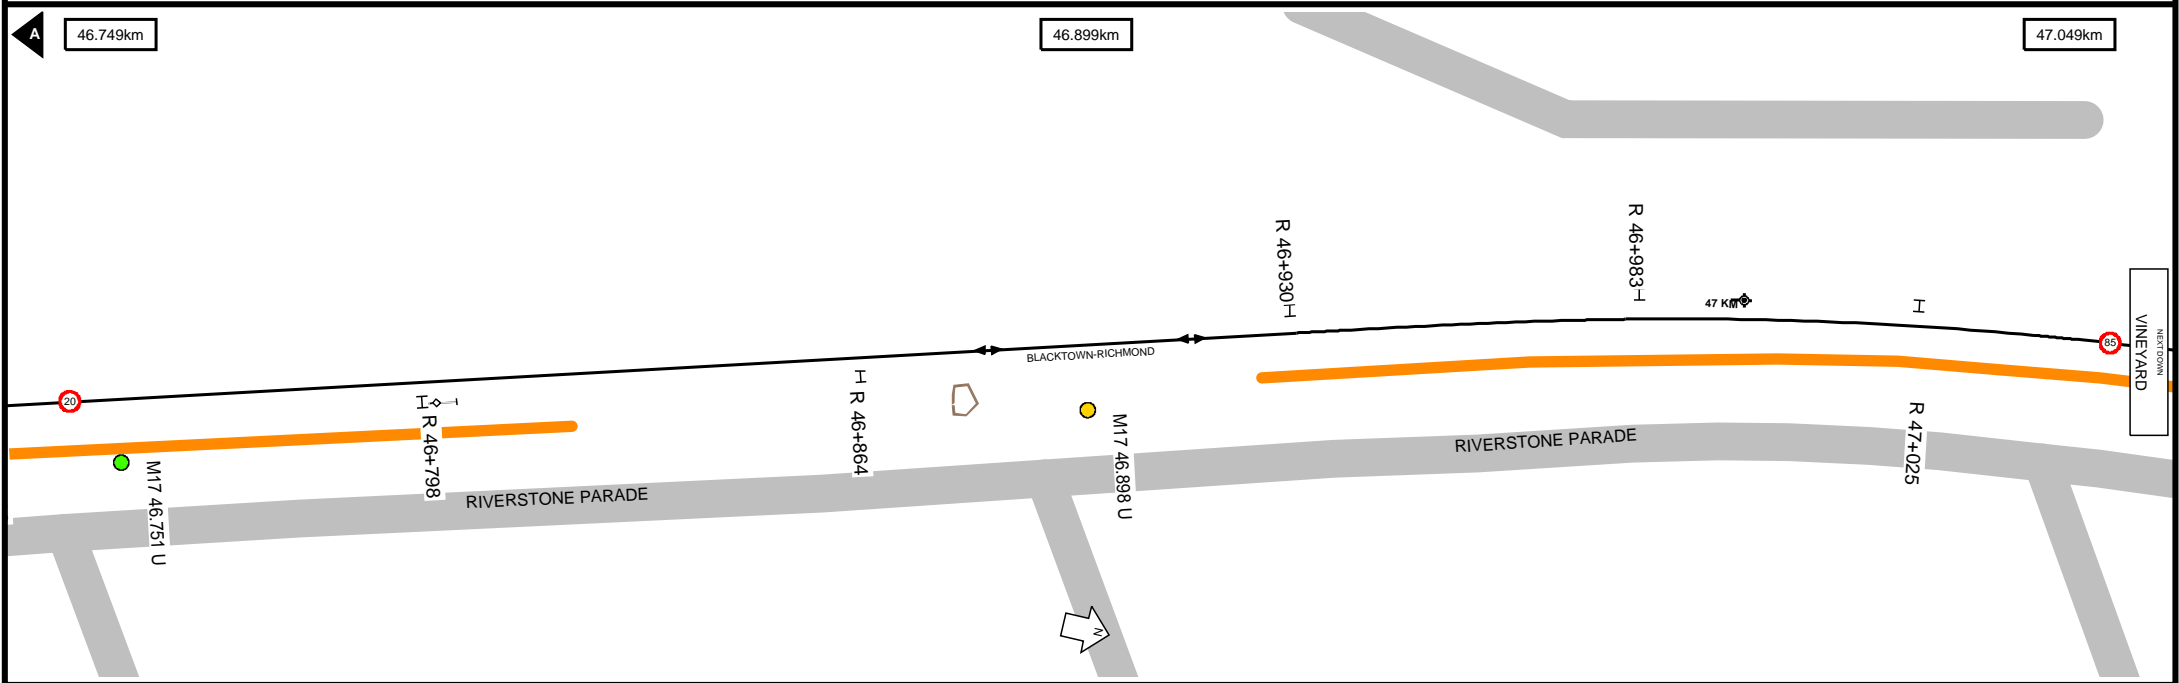 A
46.749km
46.899km
47.049km
R 46+930
R 46+983
47 KM
20
85
NEXT DOWN
VINEYARD
BLACKTOWN-RICHMOND
R 46+798
R 46+864
M17 46.751 U
M17 46.898 U
R 47+025
RIVERSTONE PARADE
RIVERSTONE PARADE
N